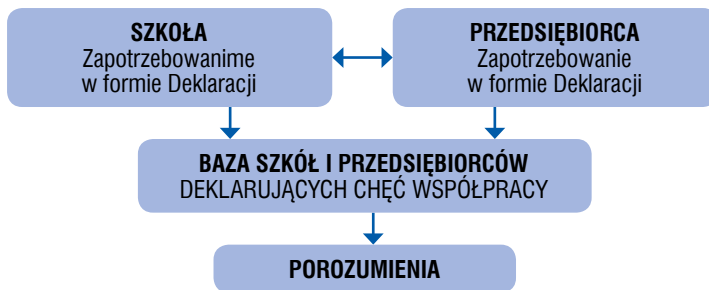 SZKOŁA
Zapotrzebowanime
w formie Deklaracji
PRZEDSIĘBIORCA
Zapotrzebowanie
w formie Deklaracji
BAZA SZKÓŁ I PRZEDSIĘBIORCÓW
DEKLARUJĄCYCH CHĘĆ WSPÓŁPRACY
POROZUMIENIA